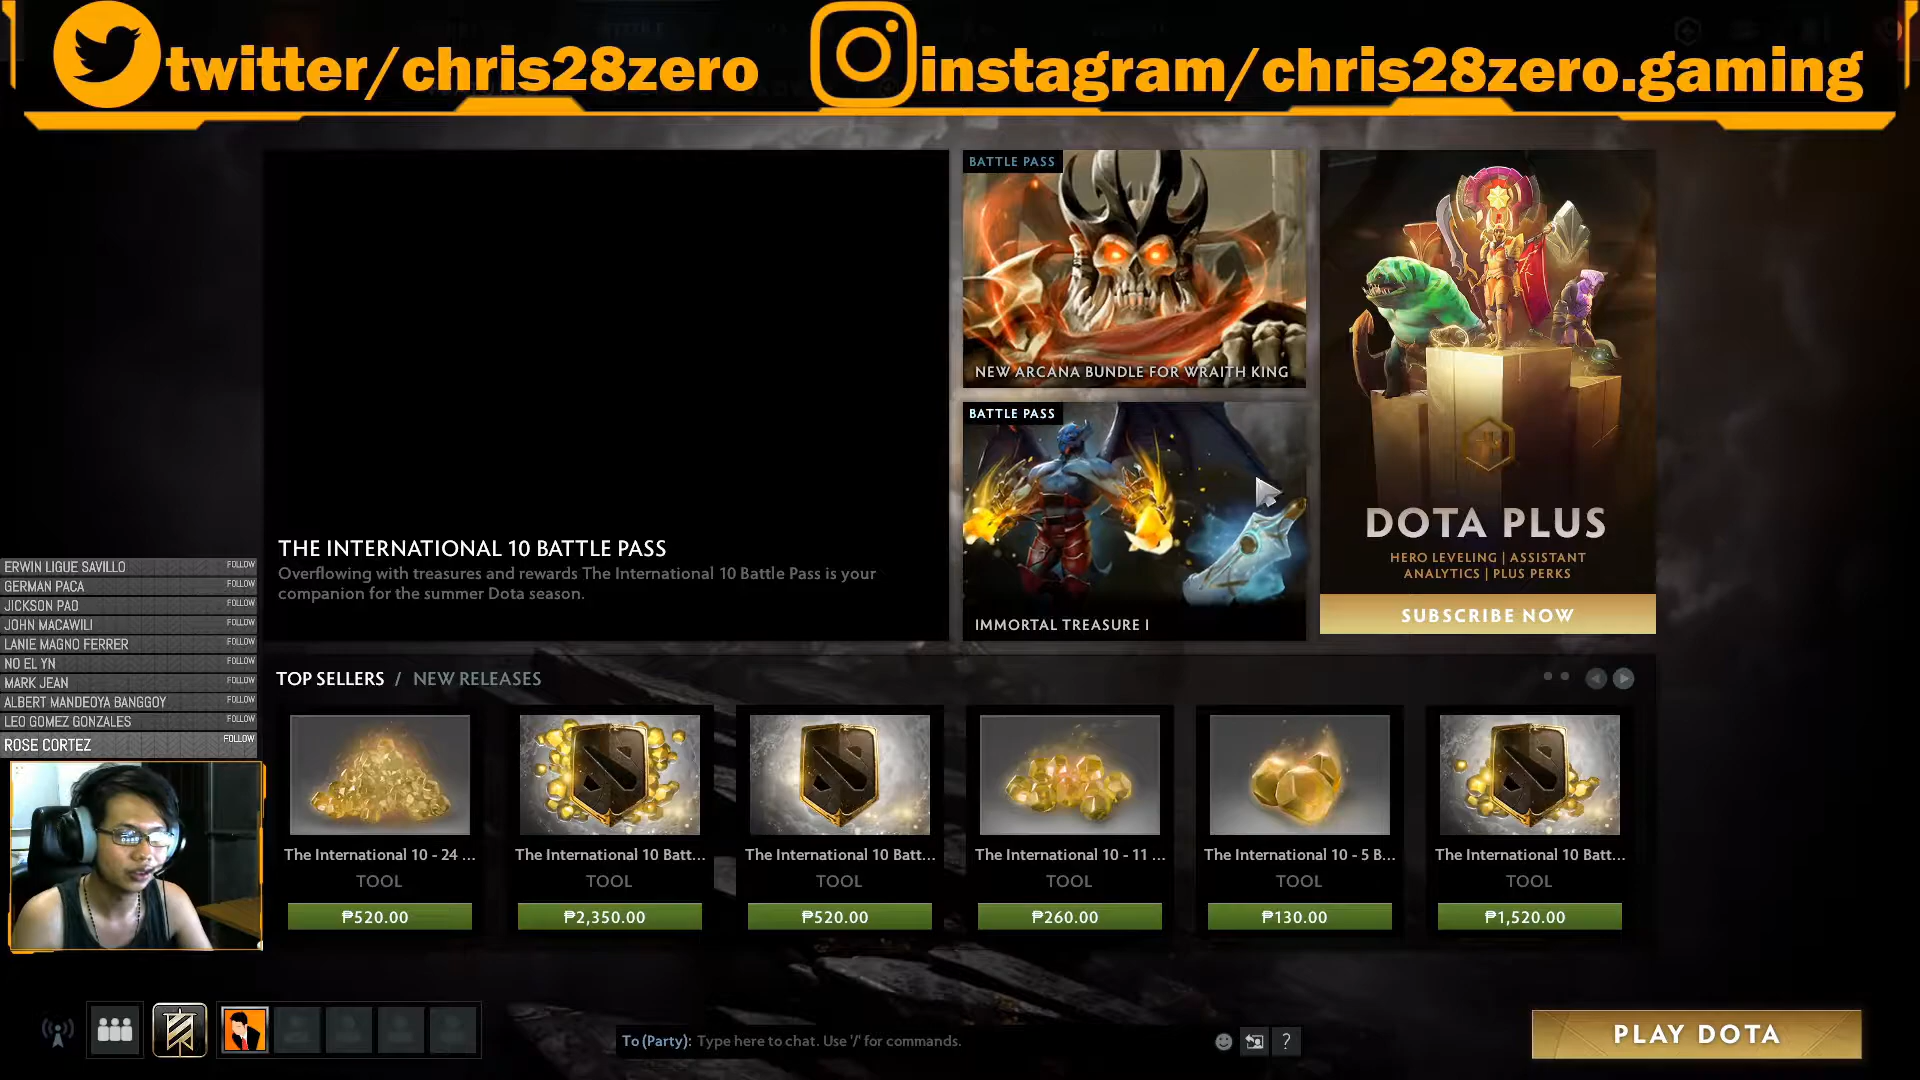 twitter/chris28zero
instagram/chris28zero.gaming
BATTLE PASS
NEW ARCANA BUNDLE FOR WRAITH KING
BATTLE PASS
IMMORTAL TREASURE I
DOTA PLUS
HERO LEVELING | ASSISTANT
ANALYTICS | PLUS PERKS
SUBSCRIBE NOW
THE INTERNATIONAL 10 BATTLE PASS
Overflowing with treasures and rewards The International 10 Battle Pass is your
companion for the summer Dota season.
ERWIN LIGUE SAVILLO FOLLOW
GERMAN PACA FOLLOW
JICKSON PAO FOLLOW
JOHN MACAWILI FOLLOW
LANIE MAGNO FERRER FOLLOW
NO EL YN FOLLOW
MARK JEAN FOLLOW
ALBERT MANDEOYA BANGGOY FOLLOW
LEO GOMEZ GONZALES FOLLOW
ROSE CORTEZ FOLLOW
TOP SELLERS / NEW RELEASES
The International 10 - 24 ...
TOOL
₱520.00
The International 10 Batt...
TOOL
₱2,350.00
The International 10 Batt...
TOOL
₱520.00
The International 10 - 11 ...
TOOL
₱260.00
The International 10 - 5 B...
TOOL
₱130.00
The International 10 Batt...
TOOL
₱1,520.00
To (Party): Type here to chat. Use '/' for commands.
?
PLAY DOTA